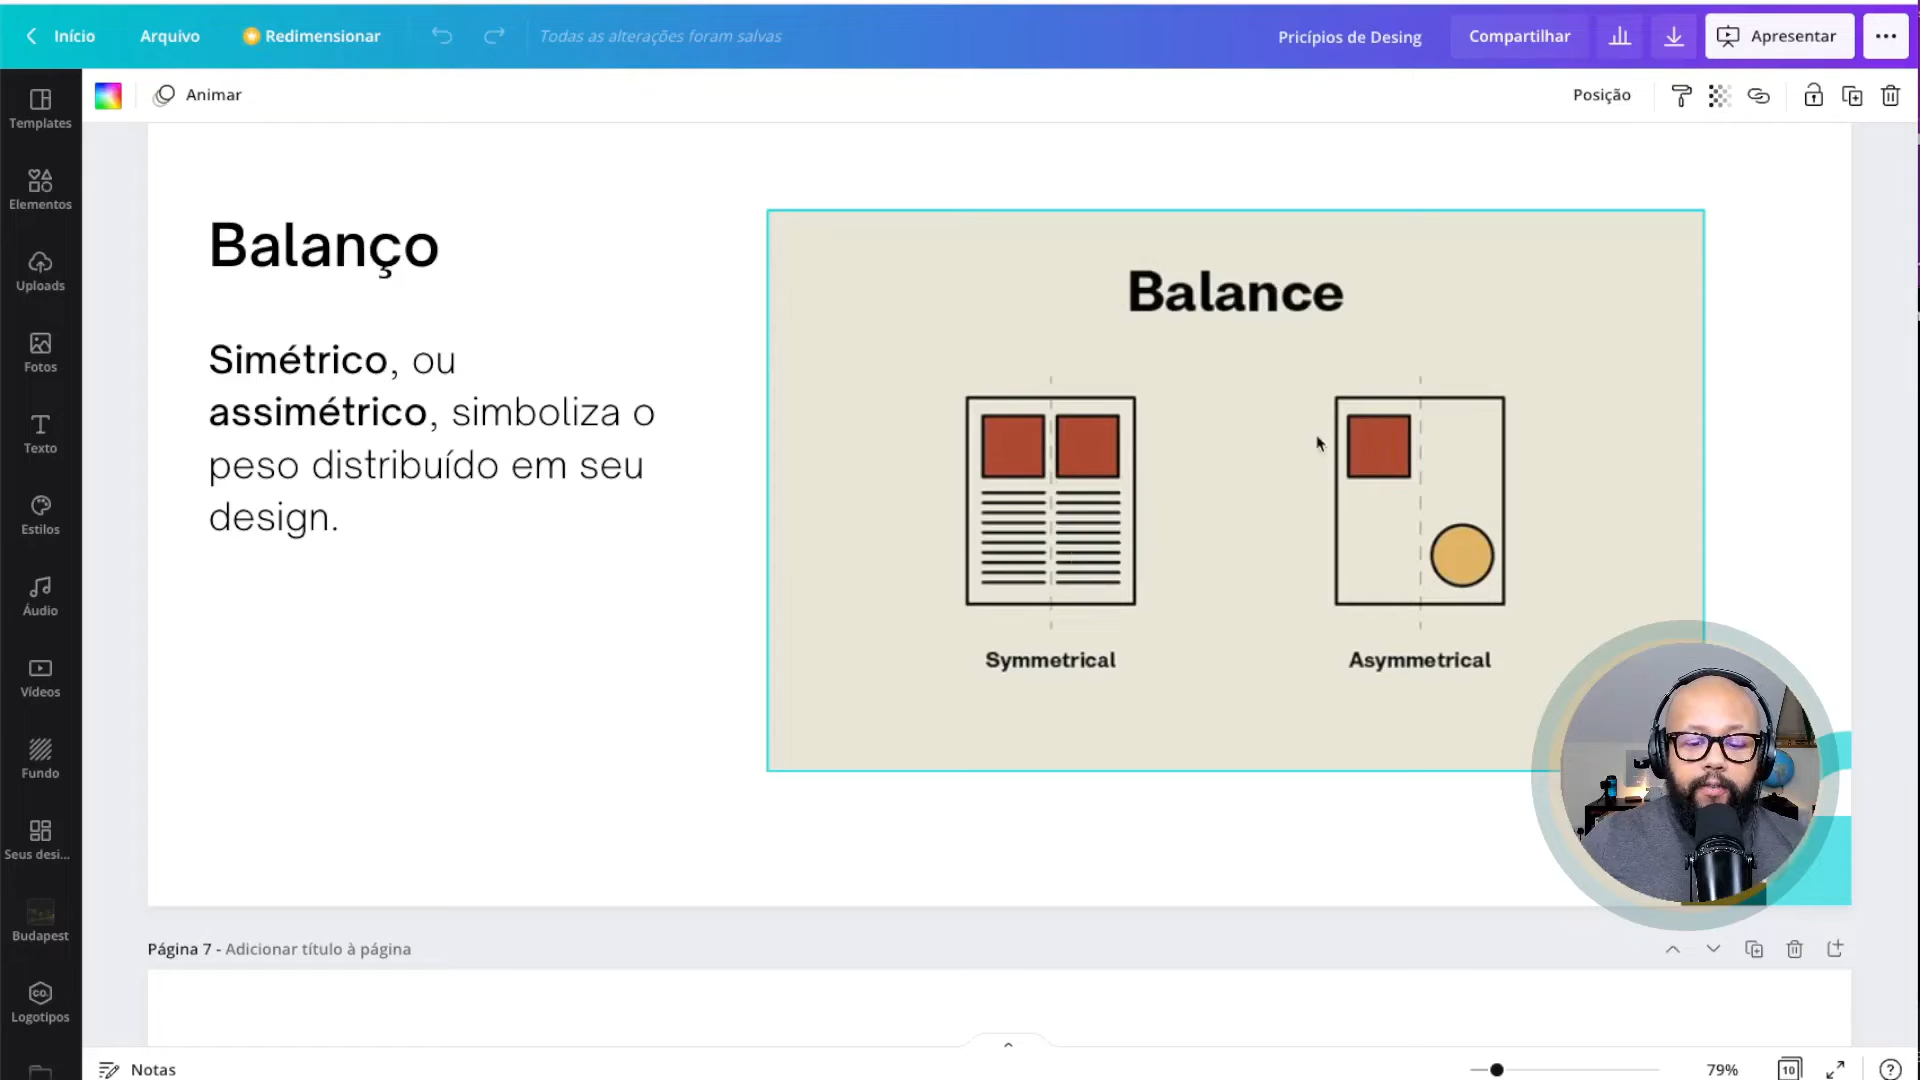 Início
Arquivo
Redimensionar
Todas as alterações foram salvas
Pricípios de Desing
Compartilhar
Apresentar
Animar
Posição
Templates
Elementos
Uploads
Fotos
Texto
Estilos
Áudio
Vídeos
Fundo
Seus desi...
Budapest
CO.
Logotipos
Balanço
Simétrico, ou
assimétrico, simboliza o
peso distribuído em seu
design.
Balance
Symmetrical
Asymmetrical
Página 7 - Adicionar título à página
Notas
79%
10